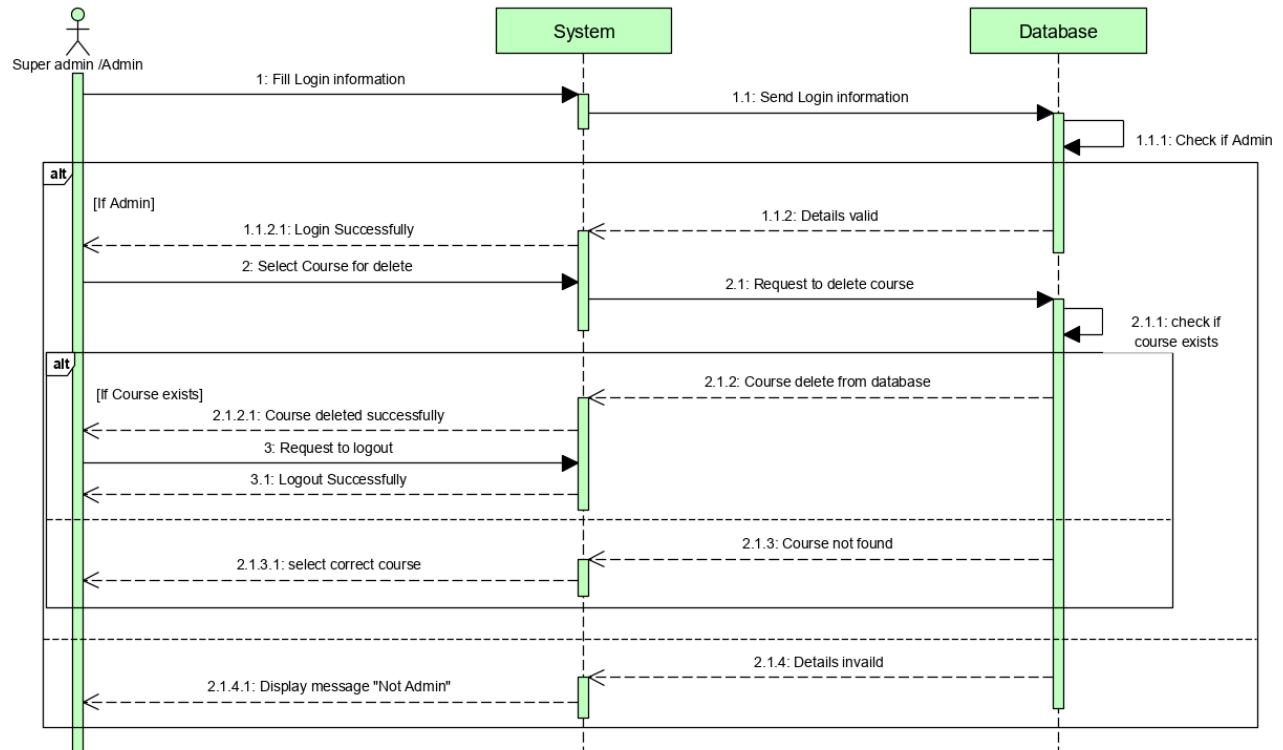 System
Database
Super admin /Admin
1: Fill Login information
1.1: Send Login information
1.1.1: Check if Admin
alt
[If Admin]
1.1.2: Details valid
1.1.2.1: Login Successfully
2: Select Course for delete
2.1: Request to delete course
2.1.1: check if
course exists
alt
[If Course exists]
2.1.2: Course delete from database
2.1.2.1: Course deleted successfully
3: Request to logout
3.1: Logout Successfully
2.1.3: Course not found
2.1.3.1: select correct course
2.1.4: Details invaild
2.1.4.1: Display message "Not Admin"